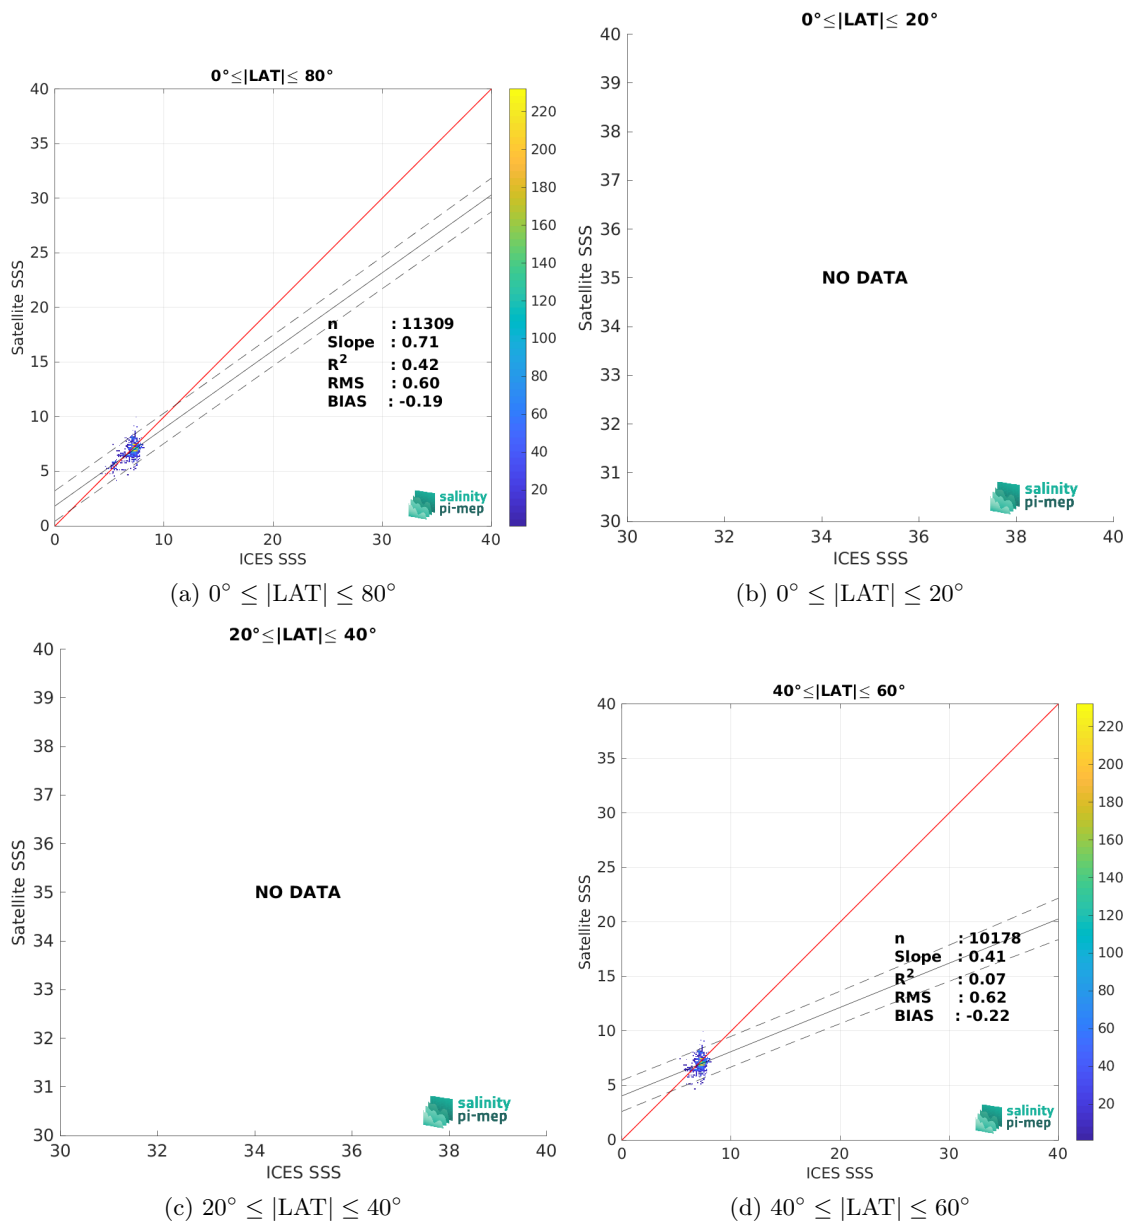 0°≤|LAT|≤ 80°
40
35
30
25
20
15
10
5
0
Satellite SSS
0
10
20
30
40
ICES SSS
220
200
180
160
140
120
100
80
60
40
20
n : 11309
Slope : 0.71
R² : 0.42
RMS : 0.60
BIAS : -0.19
salinity
pi-mep
(a) 0° ≤ |LAT| ≤ 80°
0°≤|LAT|≤ 20°
40
39
38
37
36
35
34
33
32
31
30
Satellite SSS
NO DATA
salinity
pi-mep
30
32
34
36
38
40
ICES SSS
(b) 0° ≤ |LAT| ≤ 20°
20°≤|LAT|≤ 40°
40
39
38
37
36
35
34
33
32
31
30
Satellite SSS
NO DATA
salinity
pi-mep
30
32
34
36
38
40
ICES SSS
(c) 20° ≤ |LAT| ≤ 40°
40°≤|LAT|≤ 60°
40
35
30
25
20
15
10
5
0
Satellite SSS
0
10
20
30
40
ICES SSS
220
200
180
160
140
120
100
80
60
40
20
n : 10178
Slope : 0.41
R² : 0.07
RMS : 0.62
BIAS : -0.22
salinity
pi-mep
(d) 40° ≤ |LAT| ≤ 60°